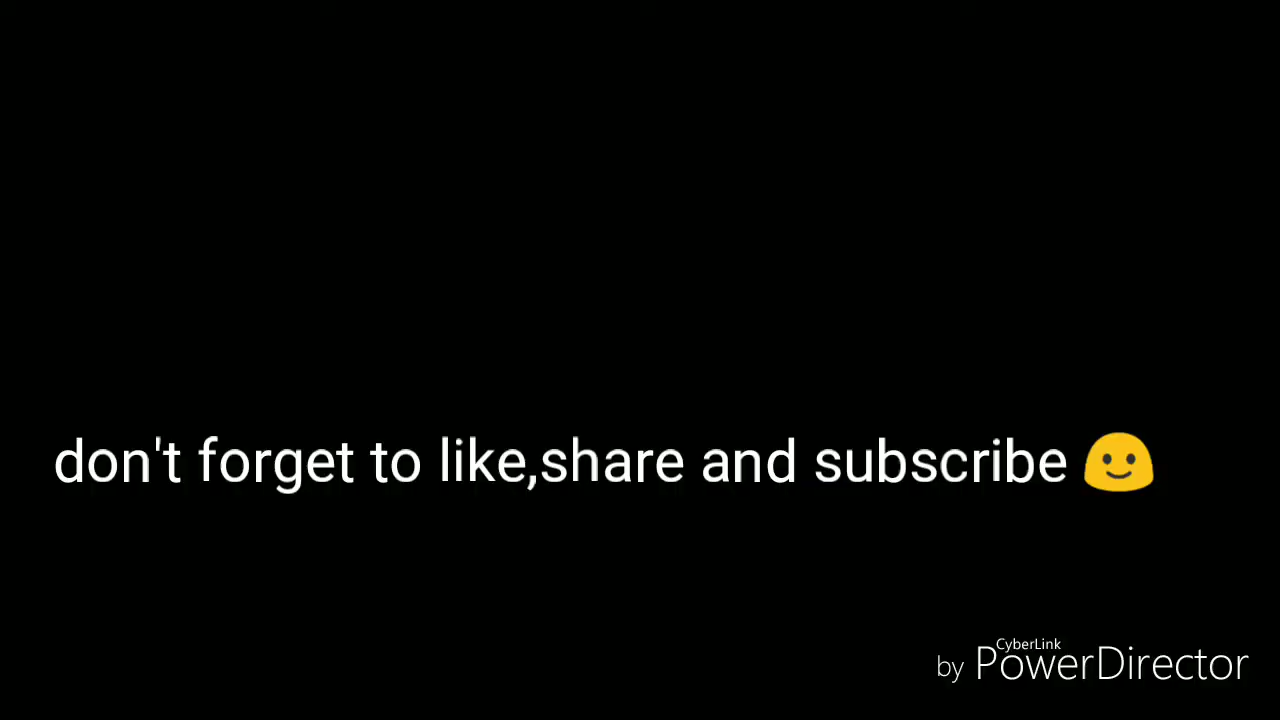 don't forget to like,share and subscribe 🙂
CyberLink
by PowerDirector